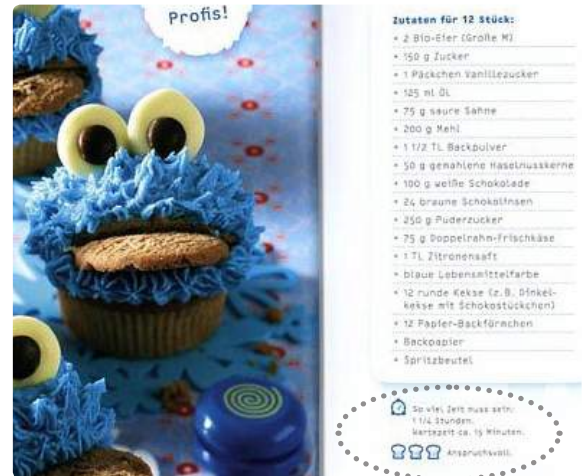 Profis!
Zutaten für 12 Stück:
• 2 Bio-Eier (Größe M)
• 150 g Zucker
• 1 Päckchen Vanillezucker
• 125 ml Öl
• 75 g saure Sahne
• 200 g Mehl
• 1 1/2 TL Backpulver
• 50 g gemahlene Haselnusskerne
• 100 g weiße Schokolade
• 24 braune Schokolinsen
• 250 g Puderzucker
• 75 g Doppelrahm-Frischkäse
• 1 TL Zitronensaft
• blaue Lebensmittelfarbe
• 12 runde Kekse (z.B. Dinkel-
kekse mit Schokostückchen)
• 12 Papier-Backförmchen
• Backpapier
• Spritzbeutel
So viel Zeit muss sein:
1 1/4 Stunden.
Wartezeit ca. 15 Minuten.
Anspruchsvoll.